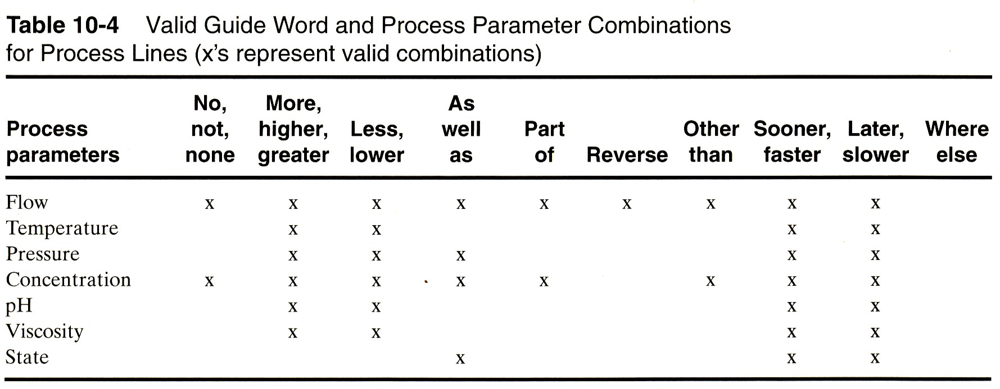 Table 10-4 Valid Guide Word and Process Parameter Combinations
for Process Lines (x's represent valid combinations)
No, More, As
Process not, higher, Less, well Part Other Sooner, Later, Where
parameters none greater lower as of Reverse than faster slower else
Flow x x x x x x x x x
Temperature x x x x
Pressure x x x x x
Concentration x x x x x x x x
pH x x x x
Viscosity x x x x
State x x x